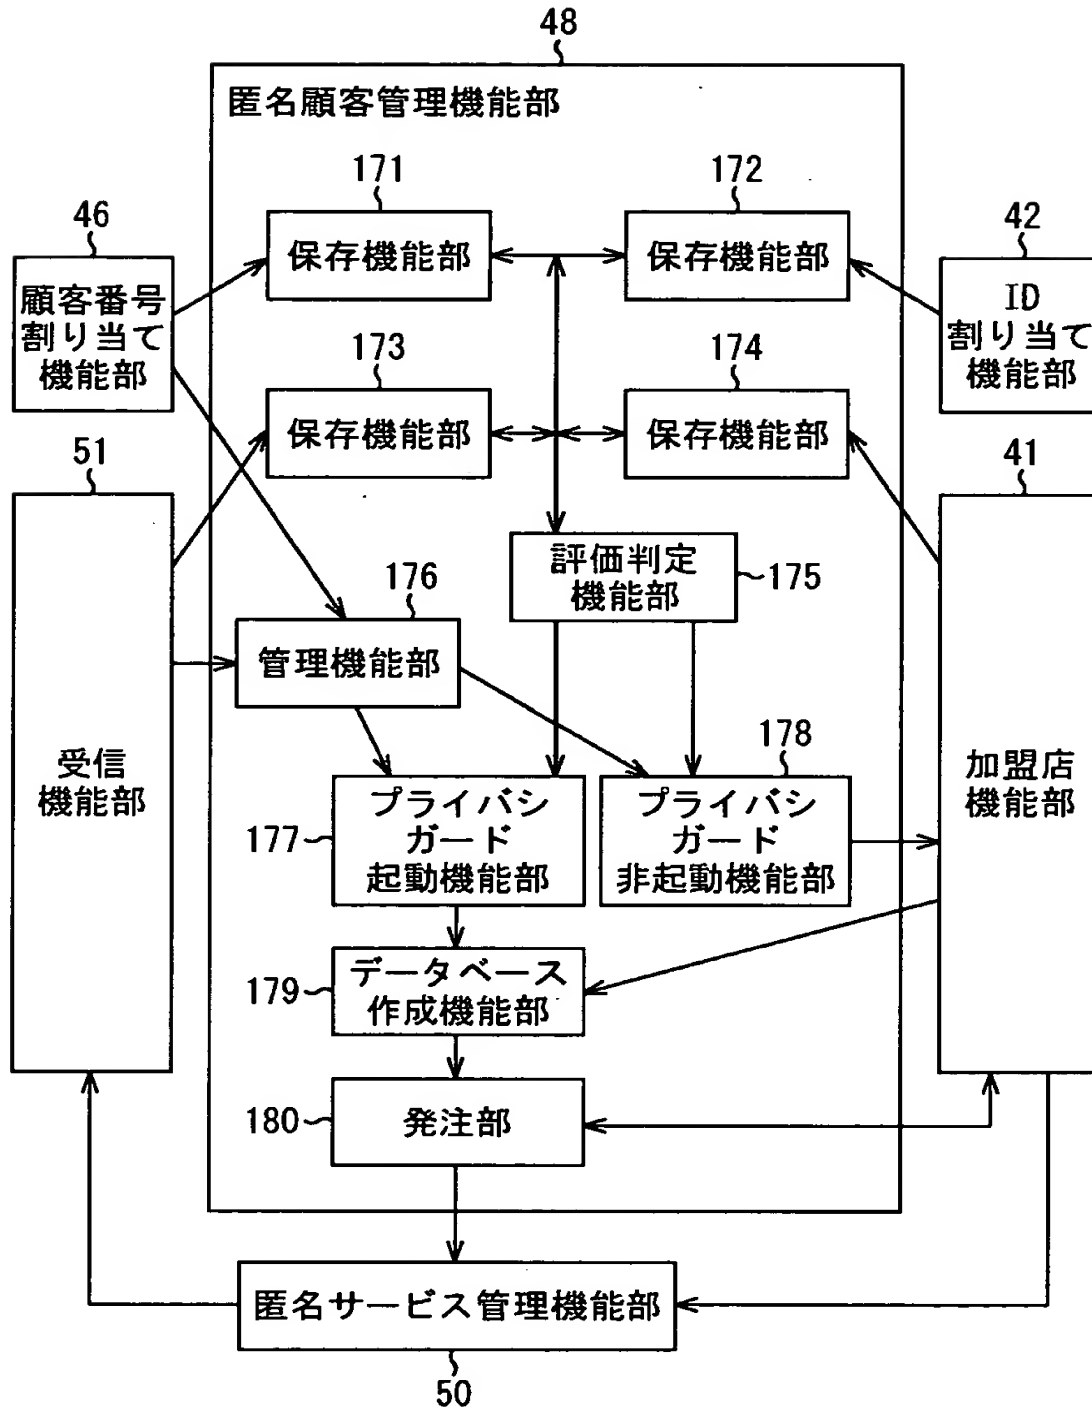 48
匿名顧客管理機能部
171
172
46
42
保存機能部
保存機能部
顧客番号
割り当て
機能部
ID
割り当て
機能部
173
174
保存機能部
保存機能部
51
41
評価判定
機能部
175
176
管理機能部
受信
機能部
加盟店
機能部
178
177
プライバシ
ガード
起動機能部
プライバシ
ガード
非起動機能部
179
データベース
作成機能部
180
発注部
匿名サービス管理機能部
50